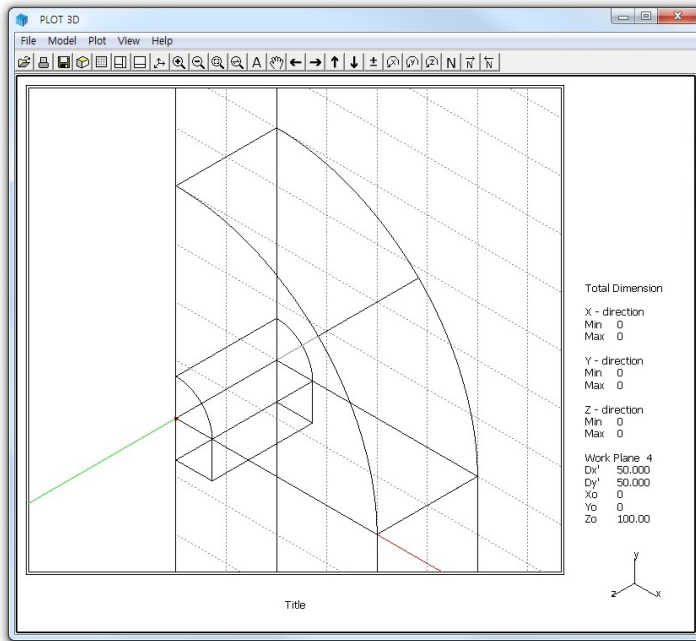 PLOT 3D
File Model Plot View Help
A ± X Y Z N N N
Total Dimension
X - direction
Min 0
Max 0
Y - direction
Min 0
Max 0
Z - direction
Min 0
Max 0
Work Plane 4
Dx' 50.000
Dy' 50.000
Xo 0
Yo 0
Zo 100.00
y
z x
Title